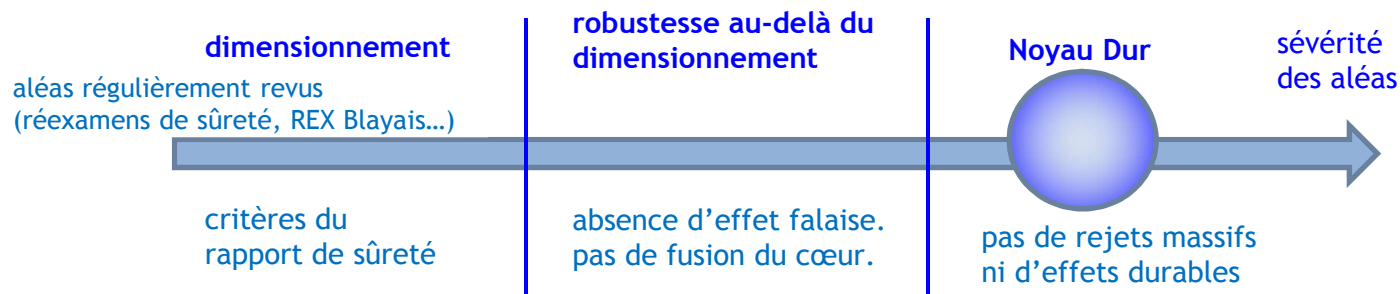 dimensionnement
aléas régulièrement revus
(réexamens de sûreté, REX Blayais…)
critères du
rapport de sûreté
robustesse au-delà du
dimensionnement
absence d’effet falaise.
pas de fusion du cœur.
Noyau Dur
pas de rejets massifs
ni d’effets durables
sévérité
des aléas